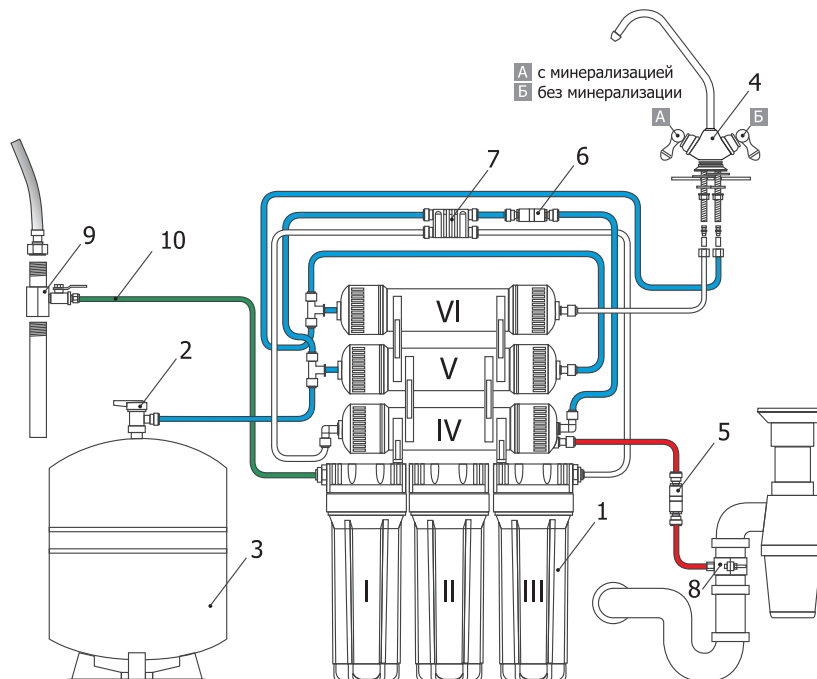 А с минерализацией
Б без минерализации
4
А
Б
7
6
9
10
VI
2
V
IV
5
1
3
I
II
III
8